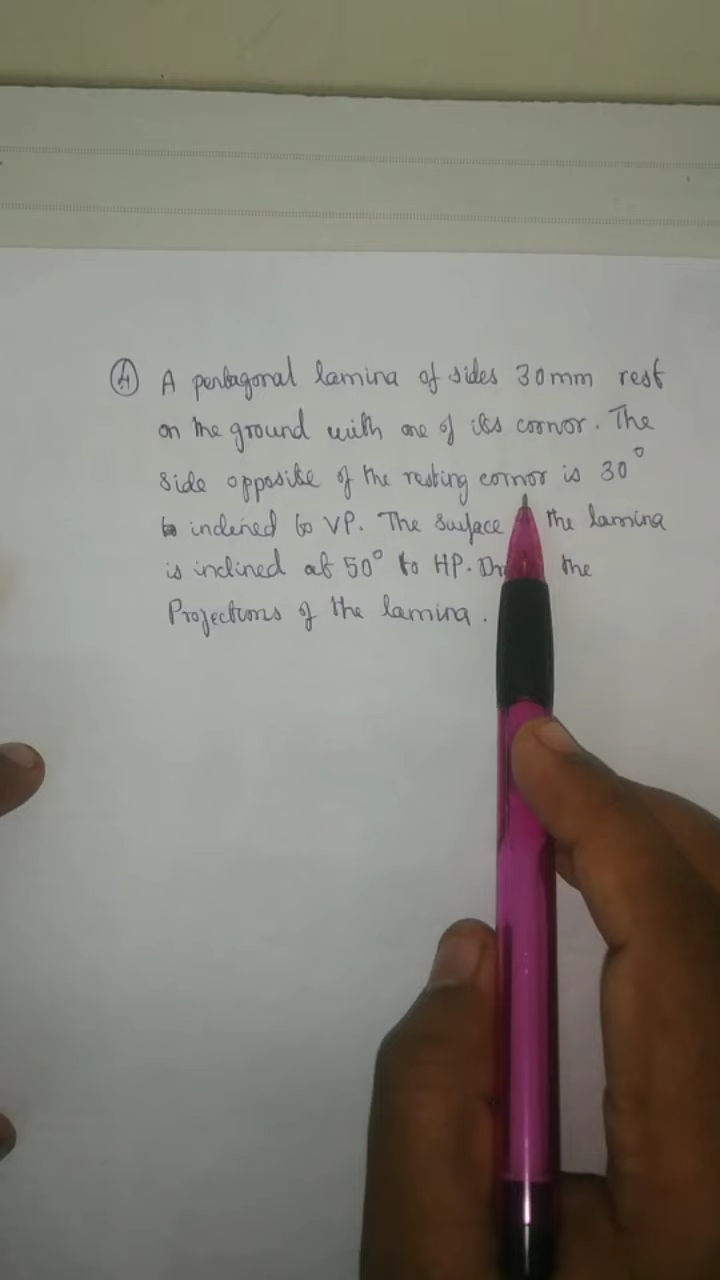 4 A pentagonal lamina of sides 30mm rest
on the ground with one of its cornor. The
side opposite of the resting cornor is 30°
inclined to VP. The surface the lamina
is inclined at 50° to HP. the
Projections of the lamina.